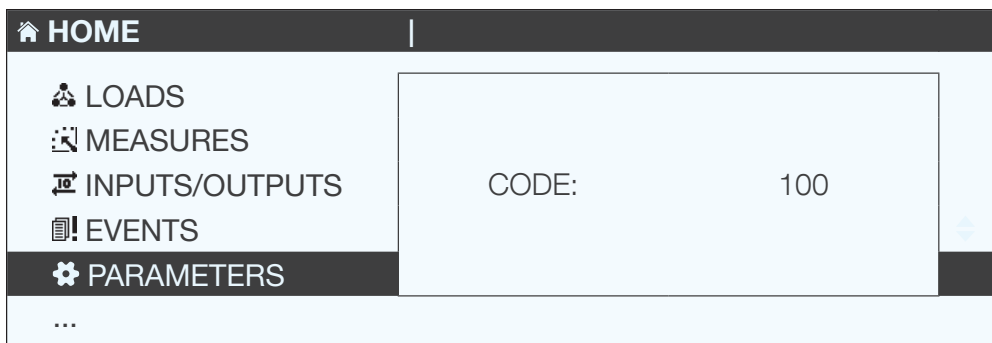 HOME |
LOADS
MEASURES
INPUTS/OUTPUTS
CODE: 100
EVENTS
PARAMETERS
...